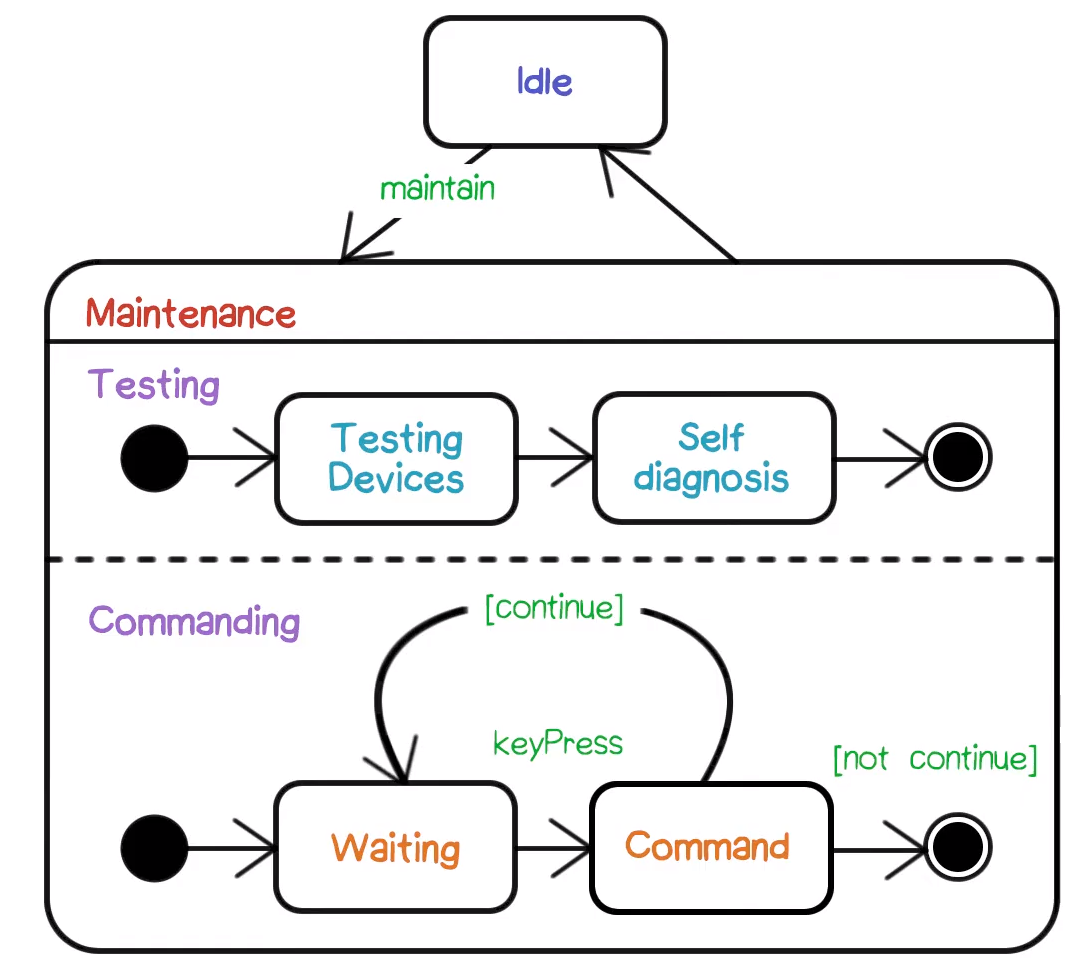 Idle
maintain
Maintenance
Testing
Testing
Devices
Self
diagnosis
Commanding
[continue]
keyPress
[not continue]
Waiting
Command